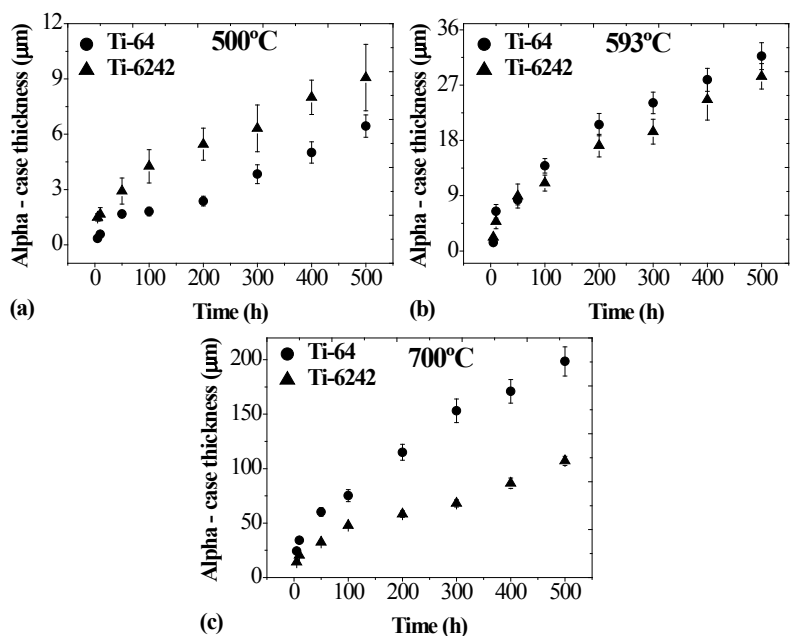 12
9
6
3
0
Alpha - case thickness (μm)
Ti-64
Ti-6242
500ºC
0 100 200 300 400 500
Time (h)
(a)
36
27
18
9
0
Alpha - case thickness (μm)
Ti-64
Ti-6242
593ºC
0 100 200 300 400 500
Time (h)
(b)
200
150
100
50
0
Alpha - case thickness (μm)
Ti-64
Ti-6242
700ºC
0 100 200 300 400 500
Time (h)
(c)